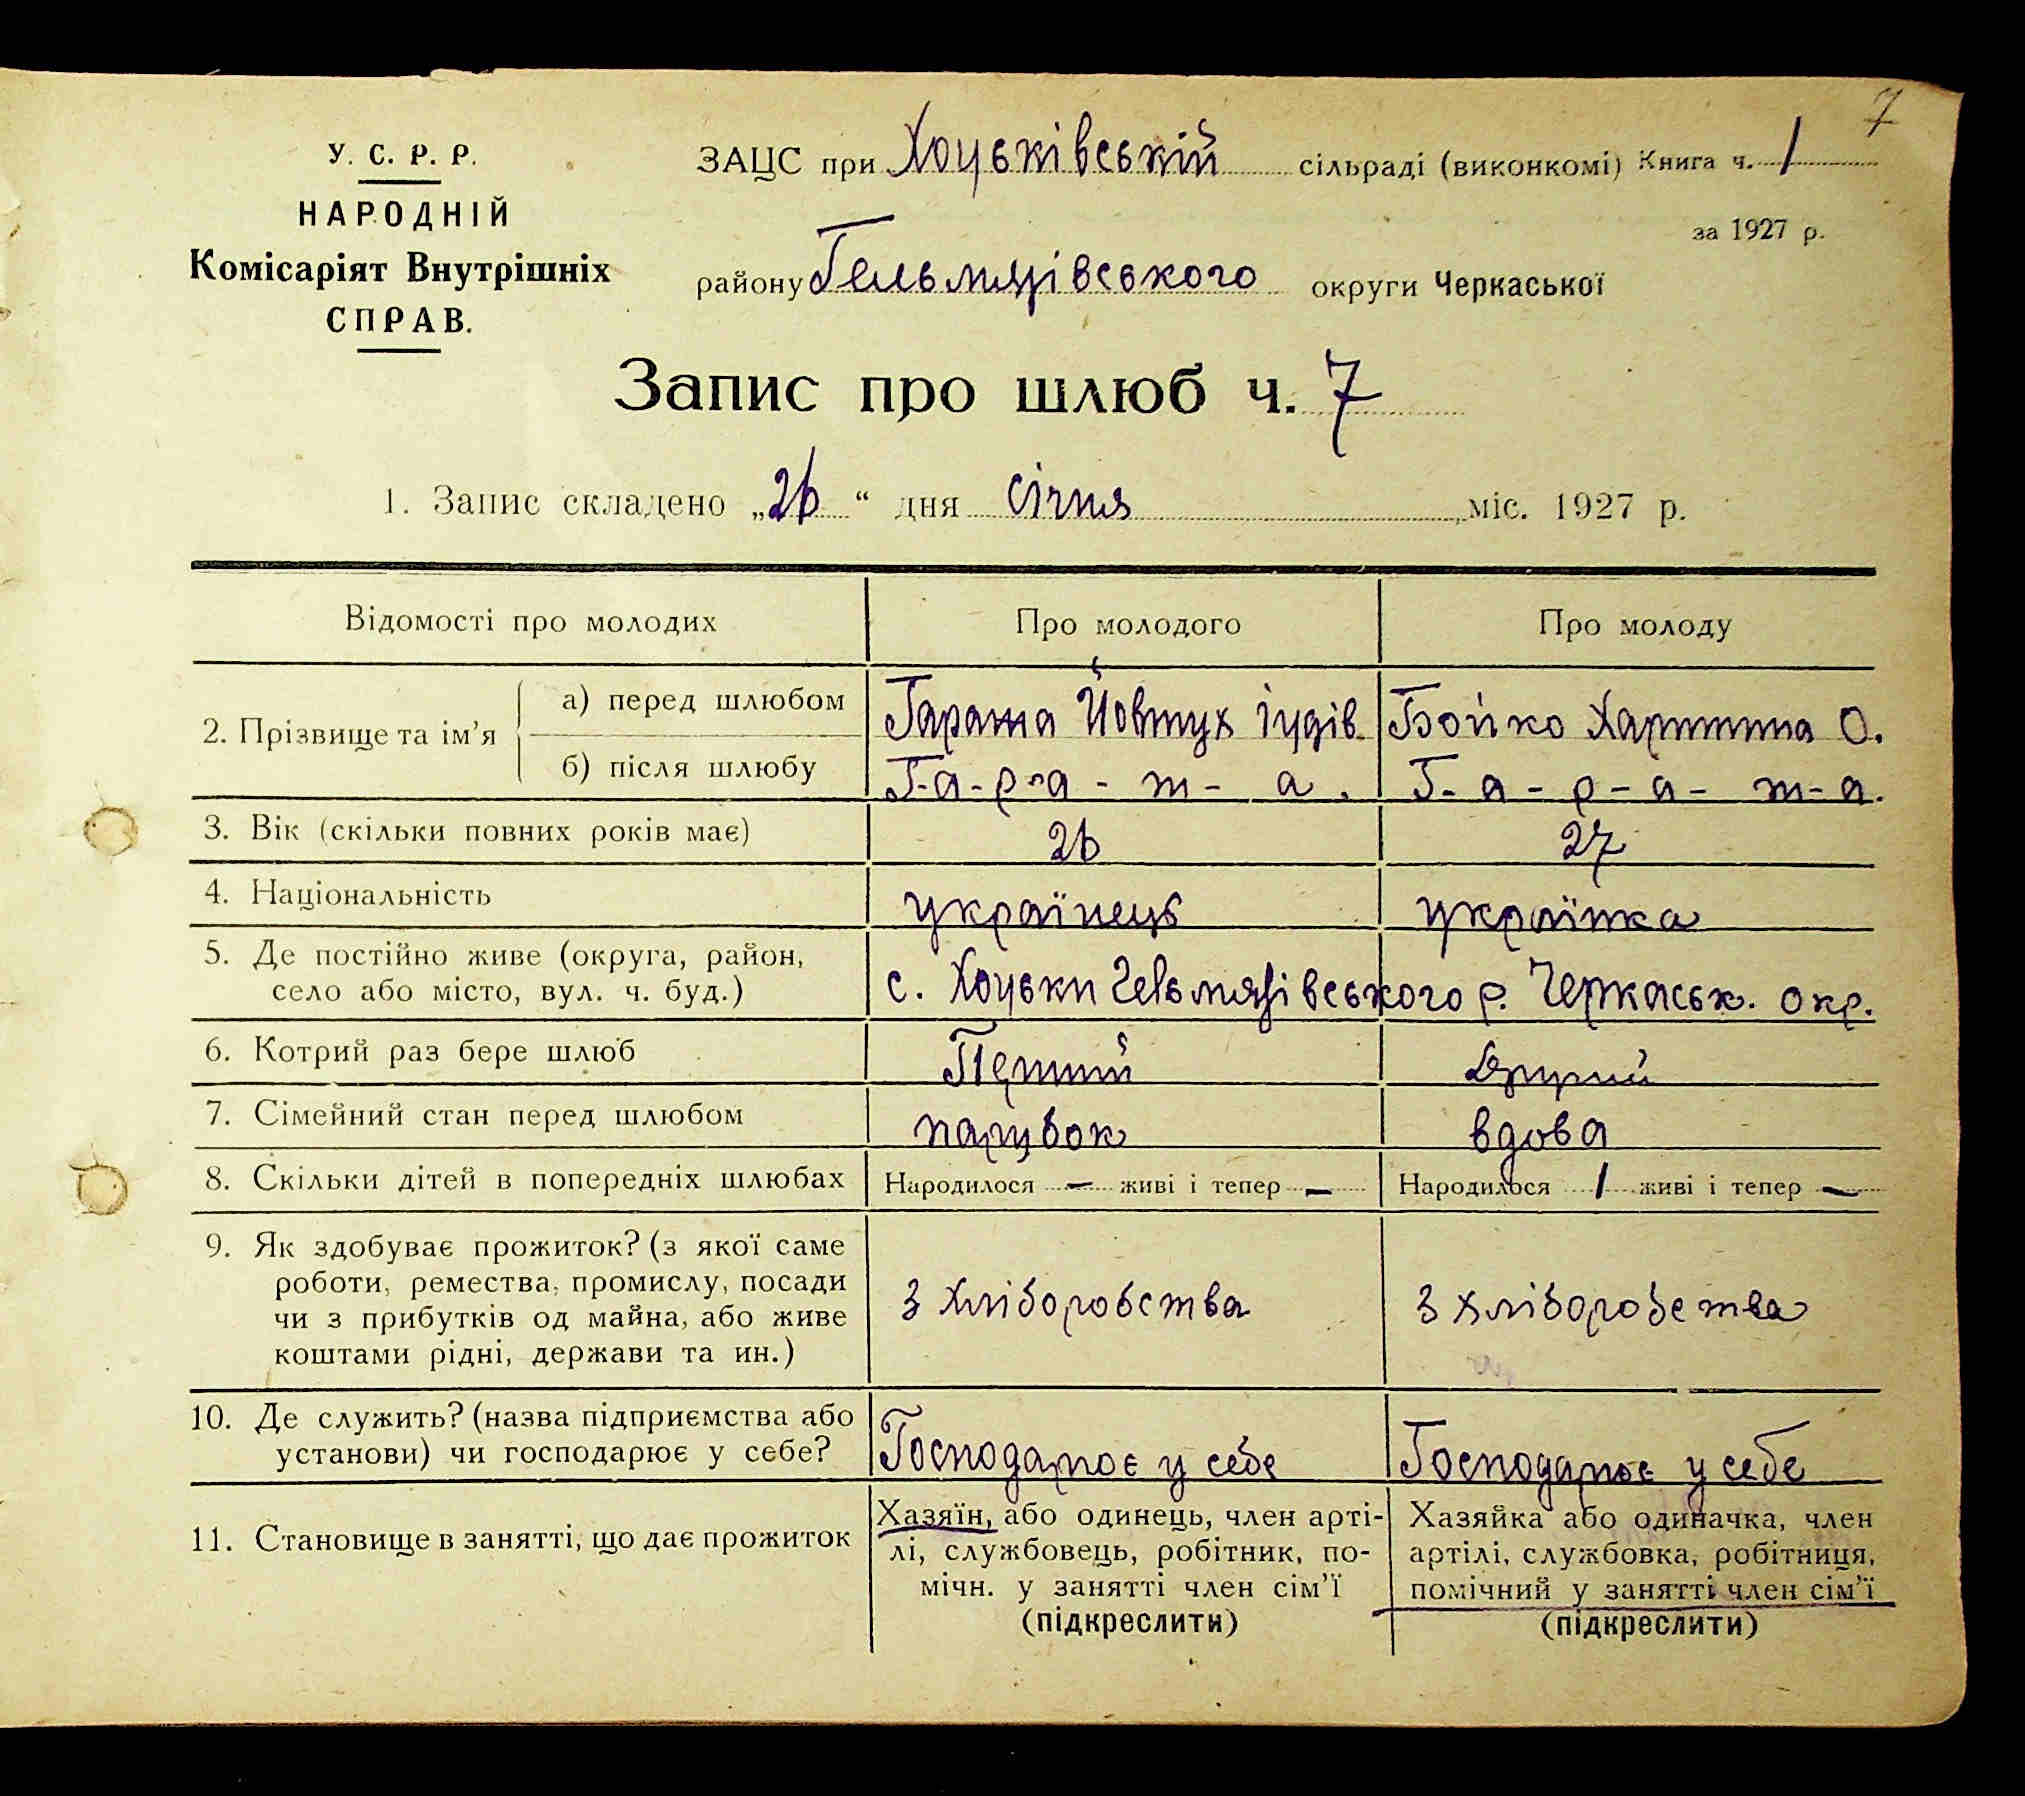 7
У. С. Р. Р.
НАРОДНІЙ
Комісаріят Внутрішніх
СПРАВ.
ЗАЦС при Хоцьківській сільраді (виконкомі) Книга ч. 1
за 1927 р.
району Гельмязівського округи Черкаської
Запис про шлюб ч. 7
1. Запис складено „26“ дня січня міс. 1927 р.
Відомості про молодих Про молодого Про молоду
2. Прізвище та ім'я
а) перед шлюбом Гарата Йовтух Іудів. Бойко Харитина О.
б) після шлюбу Г-а-р-а-т-а. Г-а-р-а-т-а.
3. Вік (скільки повних років має) 26 27
4. Національність українець українка
5. Де постійно живе (округа, район,
село або місто, вул. ч. буд.) с. Хоцьки Гельмязівського р. Черкаськ. окр.
6. Котрий раз бере шлюб Перший Другий
7. Сімейний стан перед шлюбом парубок вдова
8. Скільки дітей в попередніх шлюбах Народилося — живі і тепер — Народилося 1 живі і тепер —
9. Як здобуває прожиток? (з якої саме
роботи, ремества, промислу, посади
чи з прибутків од майна, або живе
коштами рідні, держави та ин.)
з хліборобства з хліборобства
10. Де служить? (назва підприємства або
установи) чи господарює у себе? Господарює у себе Господарює у себе
11. Становище в занятті, що дає прожиток
Хазяїн, або одинець, член арті-
лі, службовець, робітник, по-
мічн. у занятті член сім'ї
(підкреслити)
Хазяйка або одиначка, член
артілі, службовка, робітниця,
помічний у занятті член сім'ї
(підкреслити)